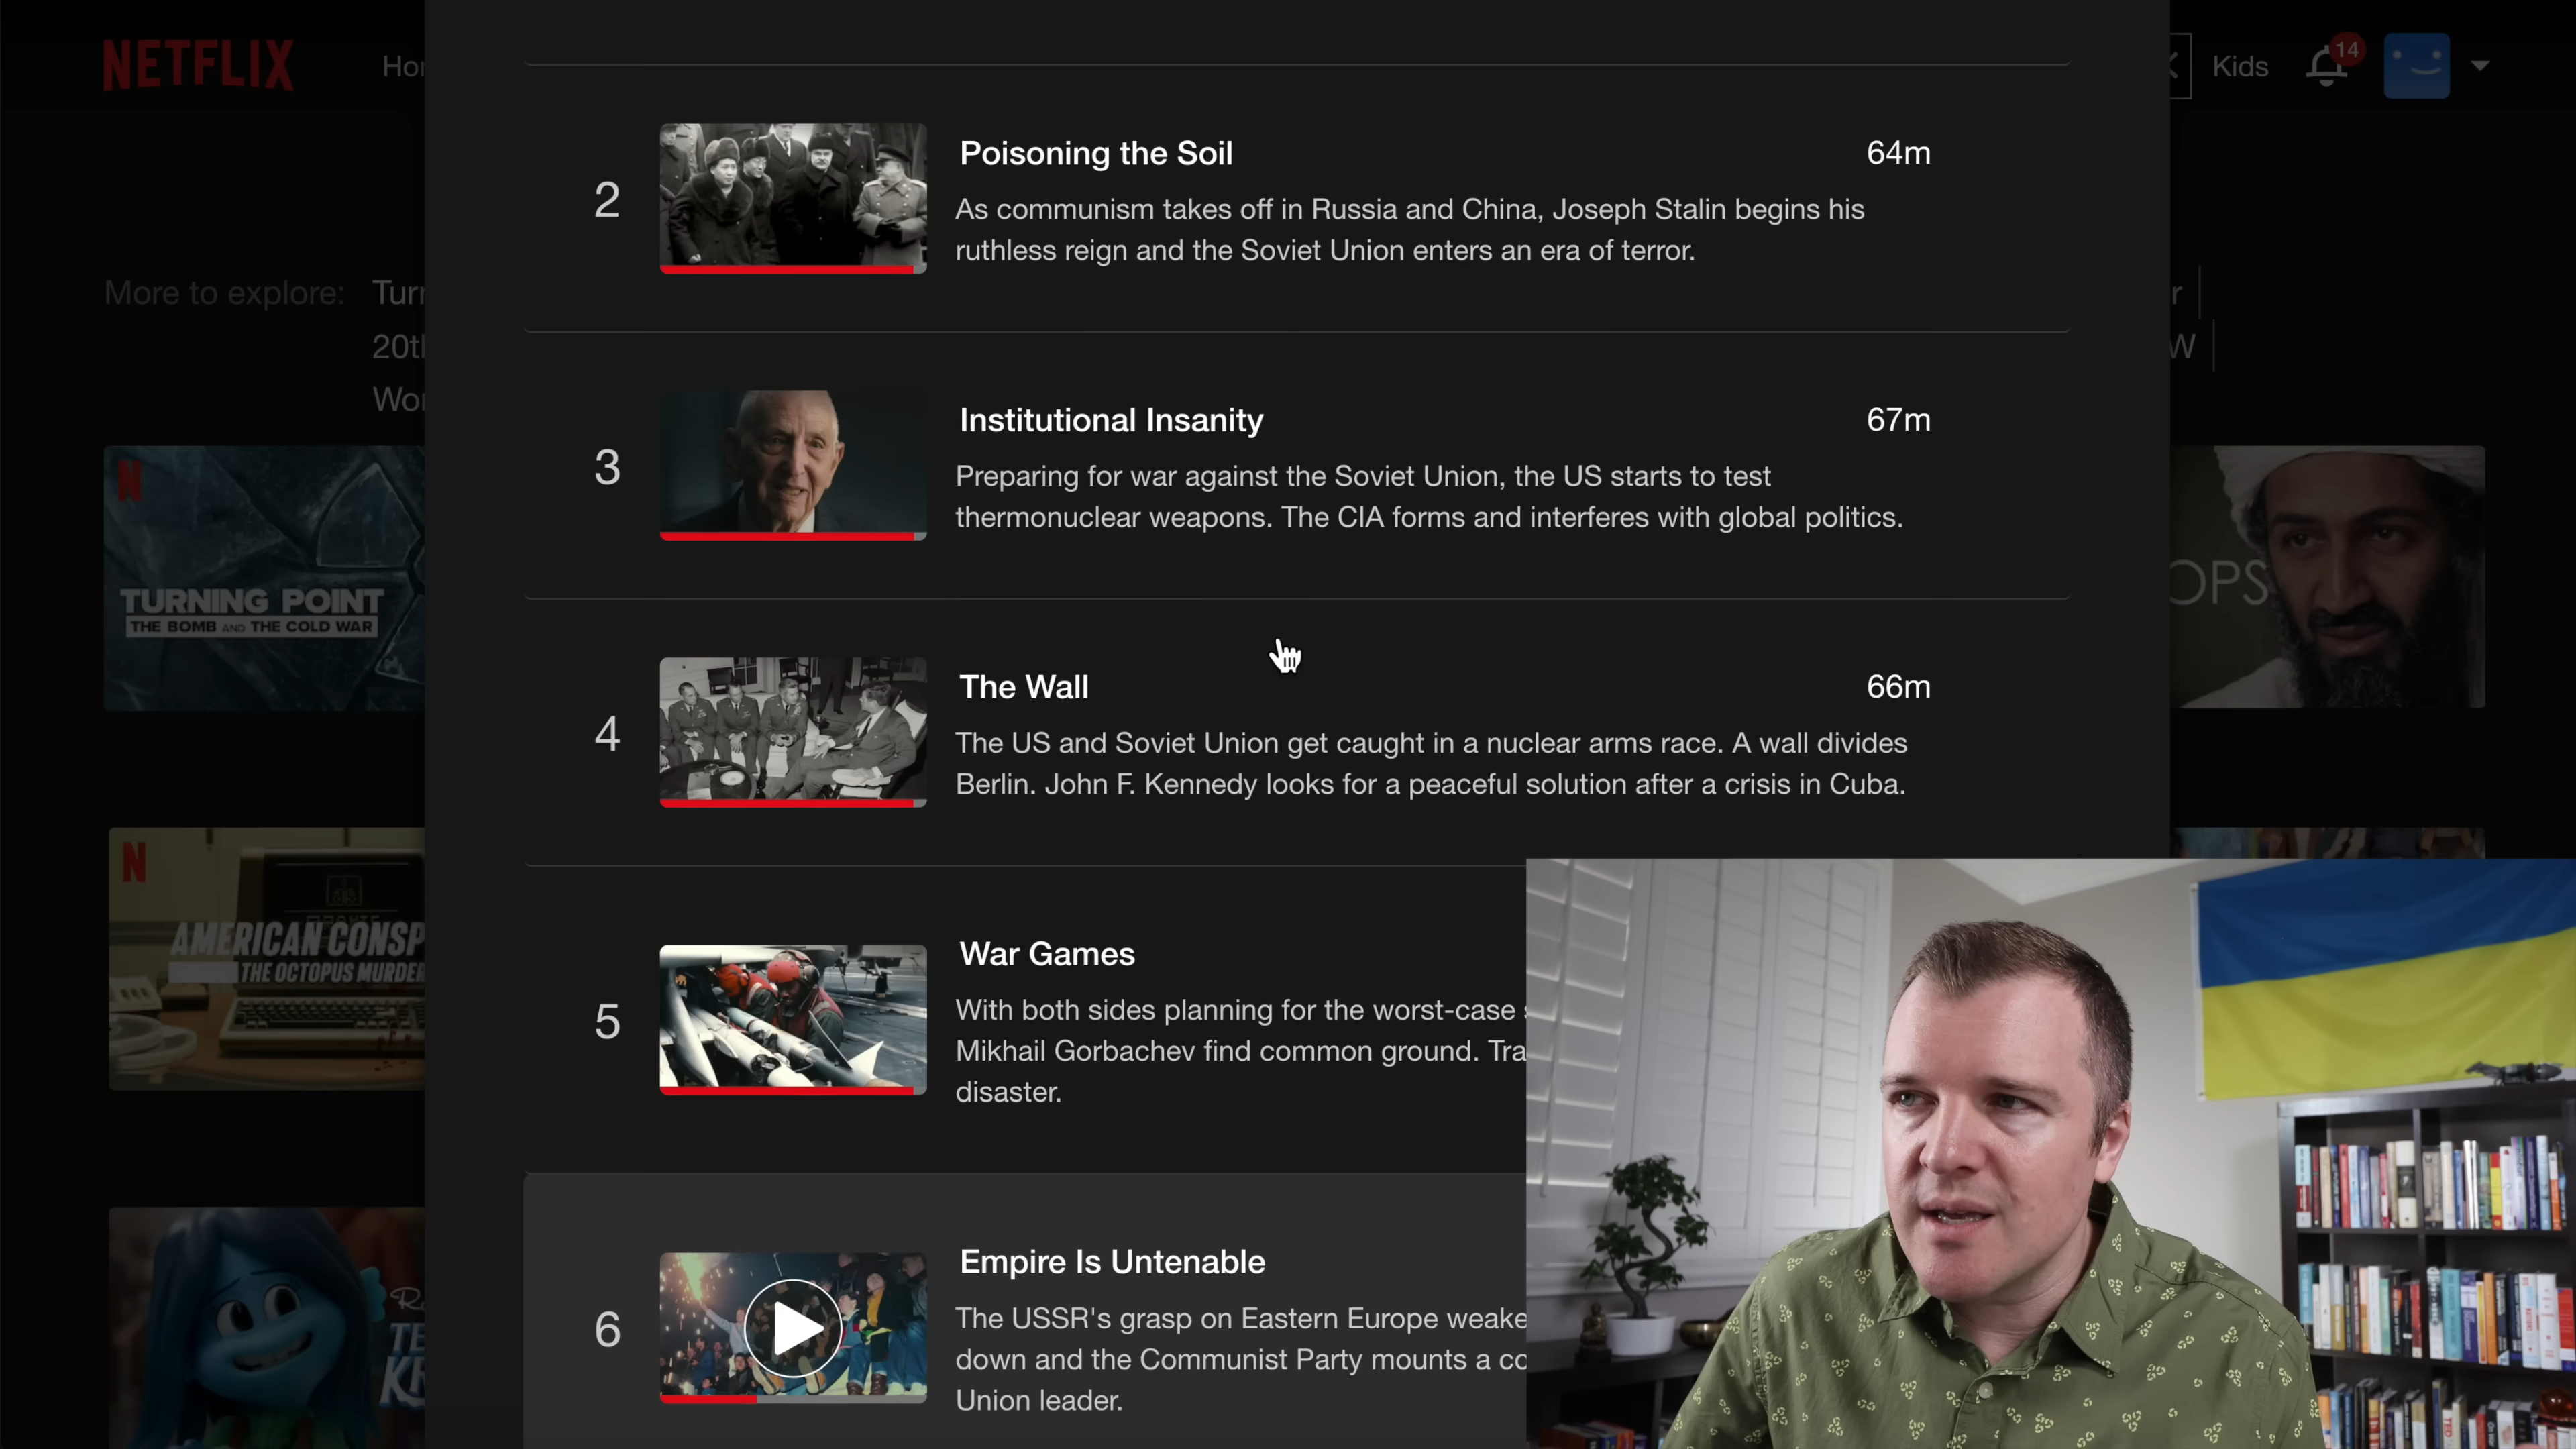 NETFLIX
Kids
14
More to explore:
20th
TURNING POINT
THE BOMB AND THE COLD WAR
OPS
N
AMERICAN
THE OCTOPUS
2
Poisoning the Soil
64m
As communism takes off in Russia and China, Joseph Stalin begins his
ruthless reign and the Soviet Union enters an era of terror.
3
Institutional Insanity
67m
Preparing for war against the Soviet Union, the US starts to test
thermonuclear weapons. The CIA forms and interferes with global politics.
4
The Wall
66m
The US and Soviet Union get caught in a nuclear arms race. A wall divides
Berlin. John F. Kennedy looks for a peaceful solution after a crisis in Cuba.
5
War Games
With both sides planning for the worst-case
Mikhail Gorbachev find common ground.
disaster.
6
Empire Is Untenable
The USSR's grasp on Eastern Europe
down and the Communist Party mounts a
Union leader.